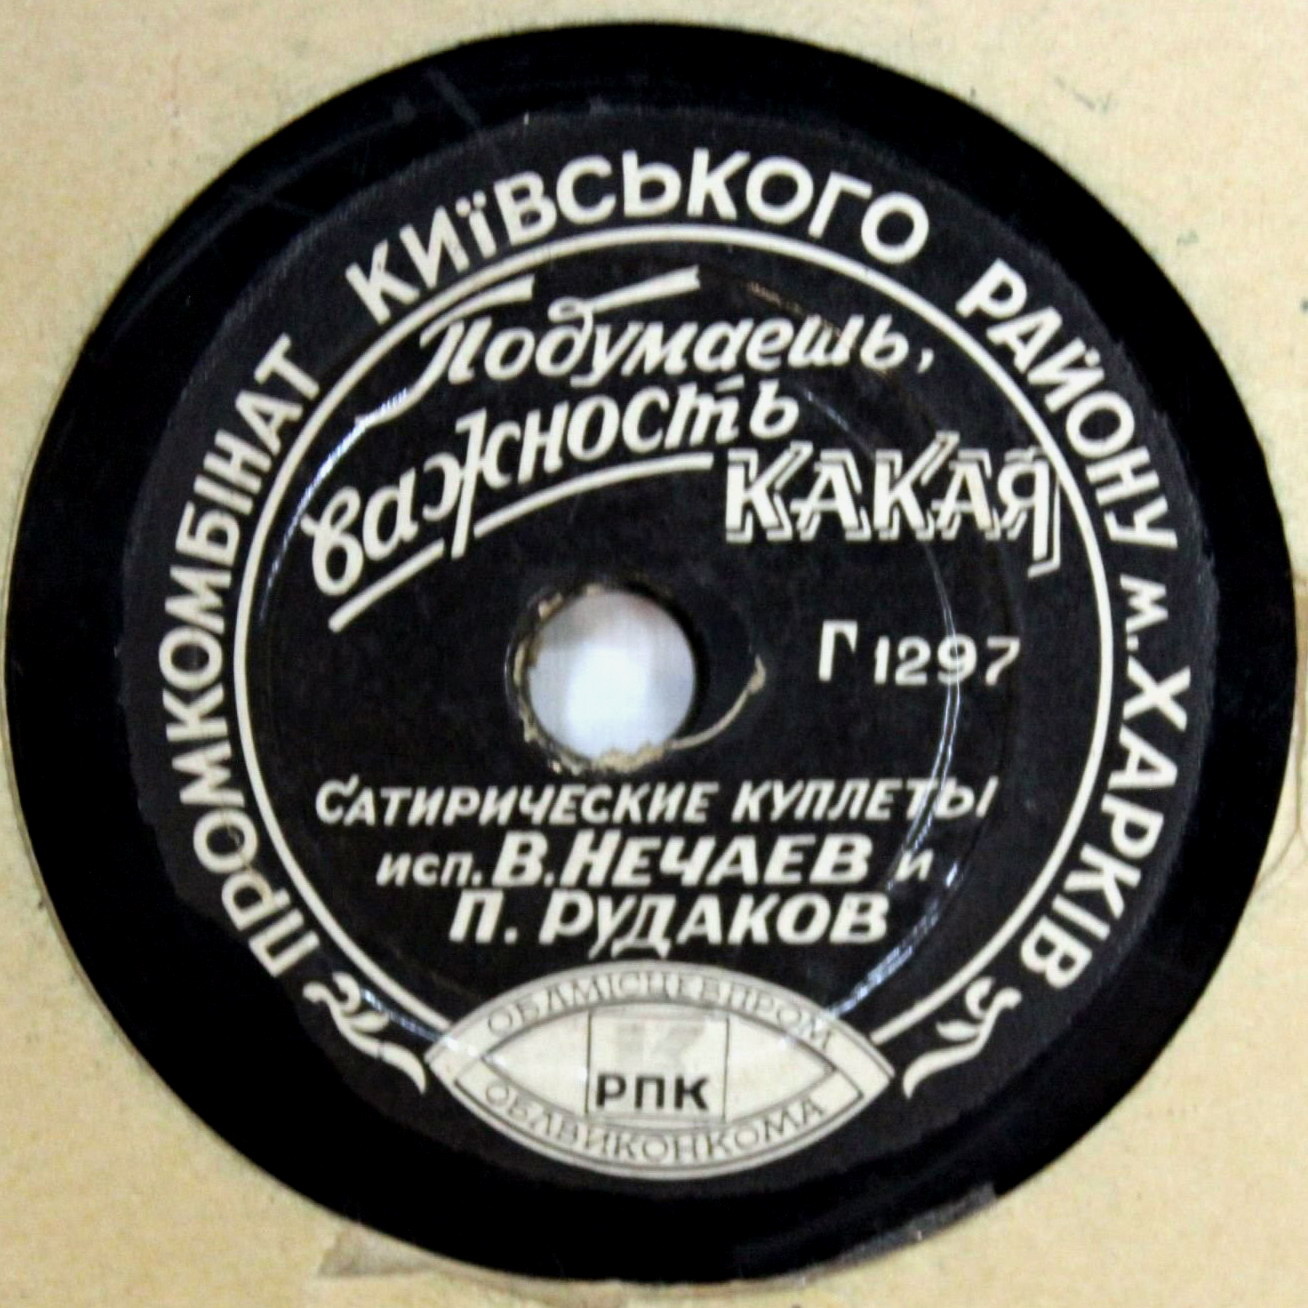 ПРОМКОМБІНАТ КИЇВСЬКОГО РАЙОНУ м. ХАРКІВ
Подумаешь,
важность
КАКАЯ
Г 1297
САТИРИЧЕСКИЕ КУПЛЕТЫ
исп. В. НЕЧАЕВ и
П. РУДАКОВ
ОБЛМІСЦЕВПРОМ
РПК
ОБЛВИКОНКОМА